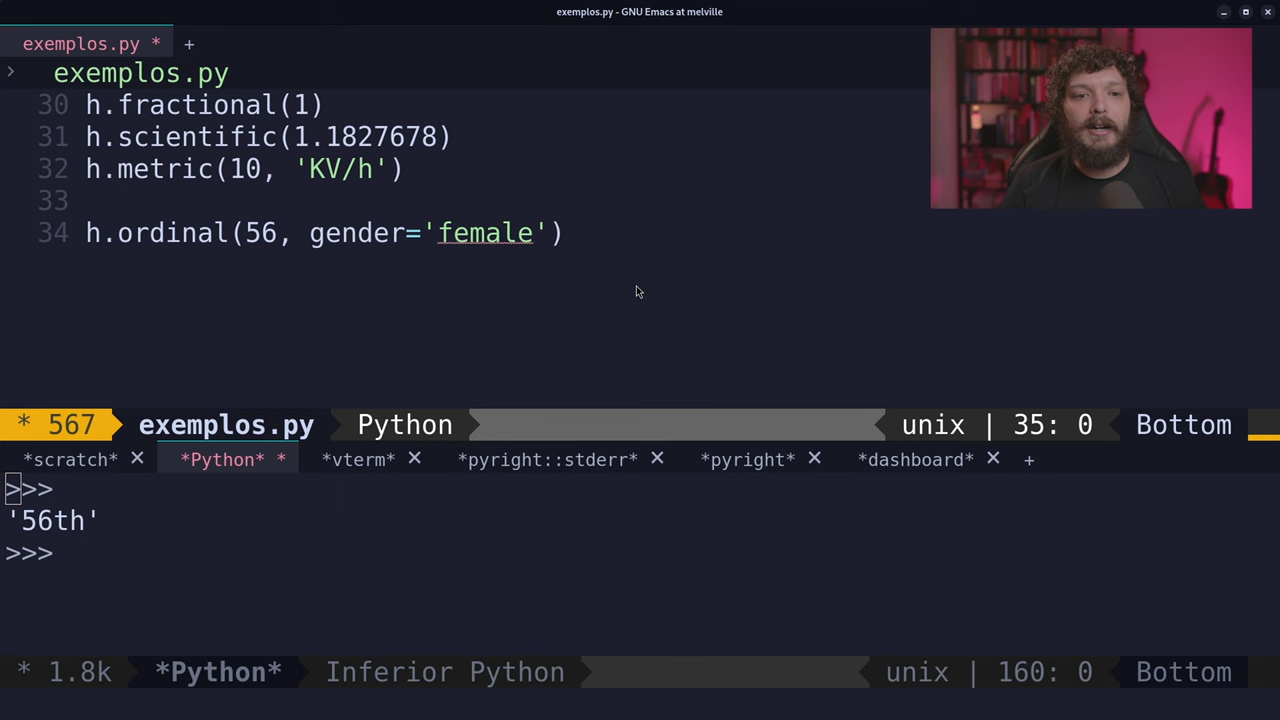 exemplos.py - GNU Emacs at melville
exemplos.py * +
> exemplos.py
30 h.fractional(1)
31 h.scientific(1.1827678)
32 h.metric(10, 'KV/h')
33
34 h.ordinal(56, gender='female')
* 567 exemplos.py Python unix | 35: 0 Bottom
*scratch* × *Python* * *vterm* × *pyright::stderr* × *pyright* × *dashboard* × +
>>>
'56th'
>>>
* 1.8k *Python* Inferior Python unix | 160: 0 Bottom